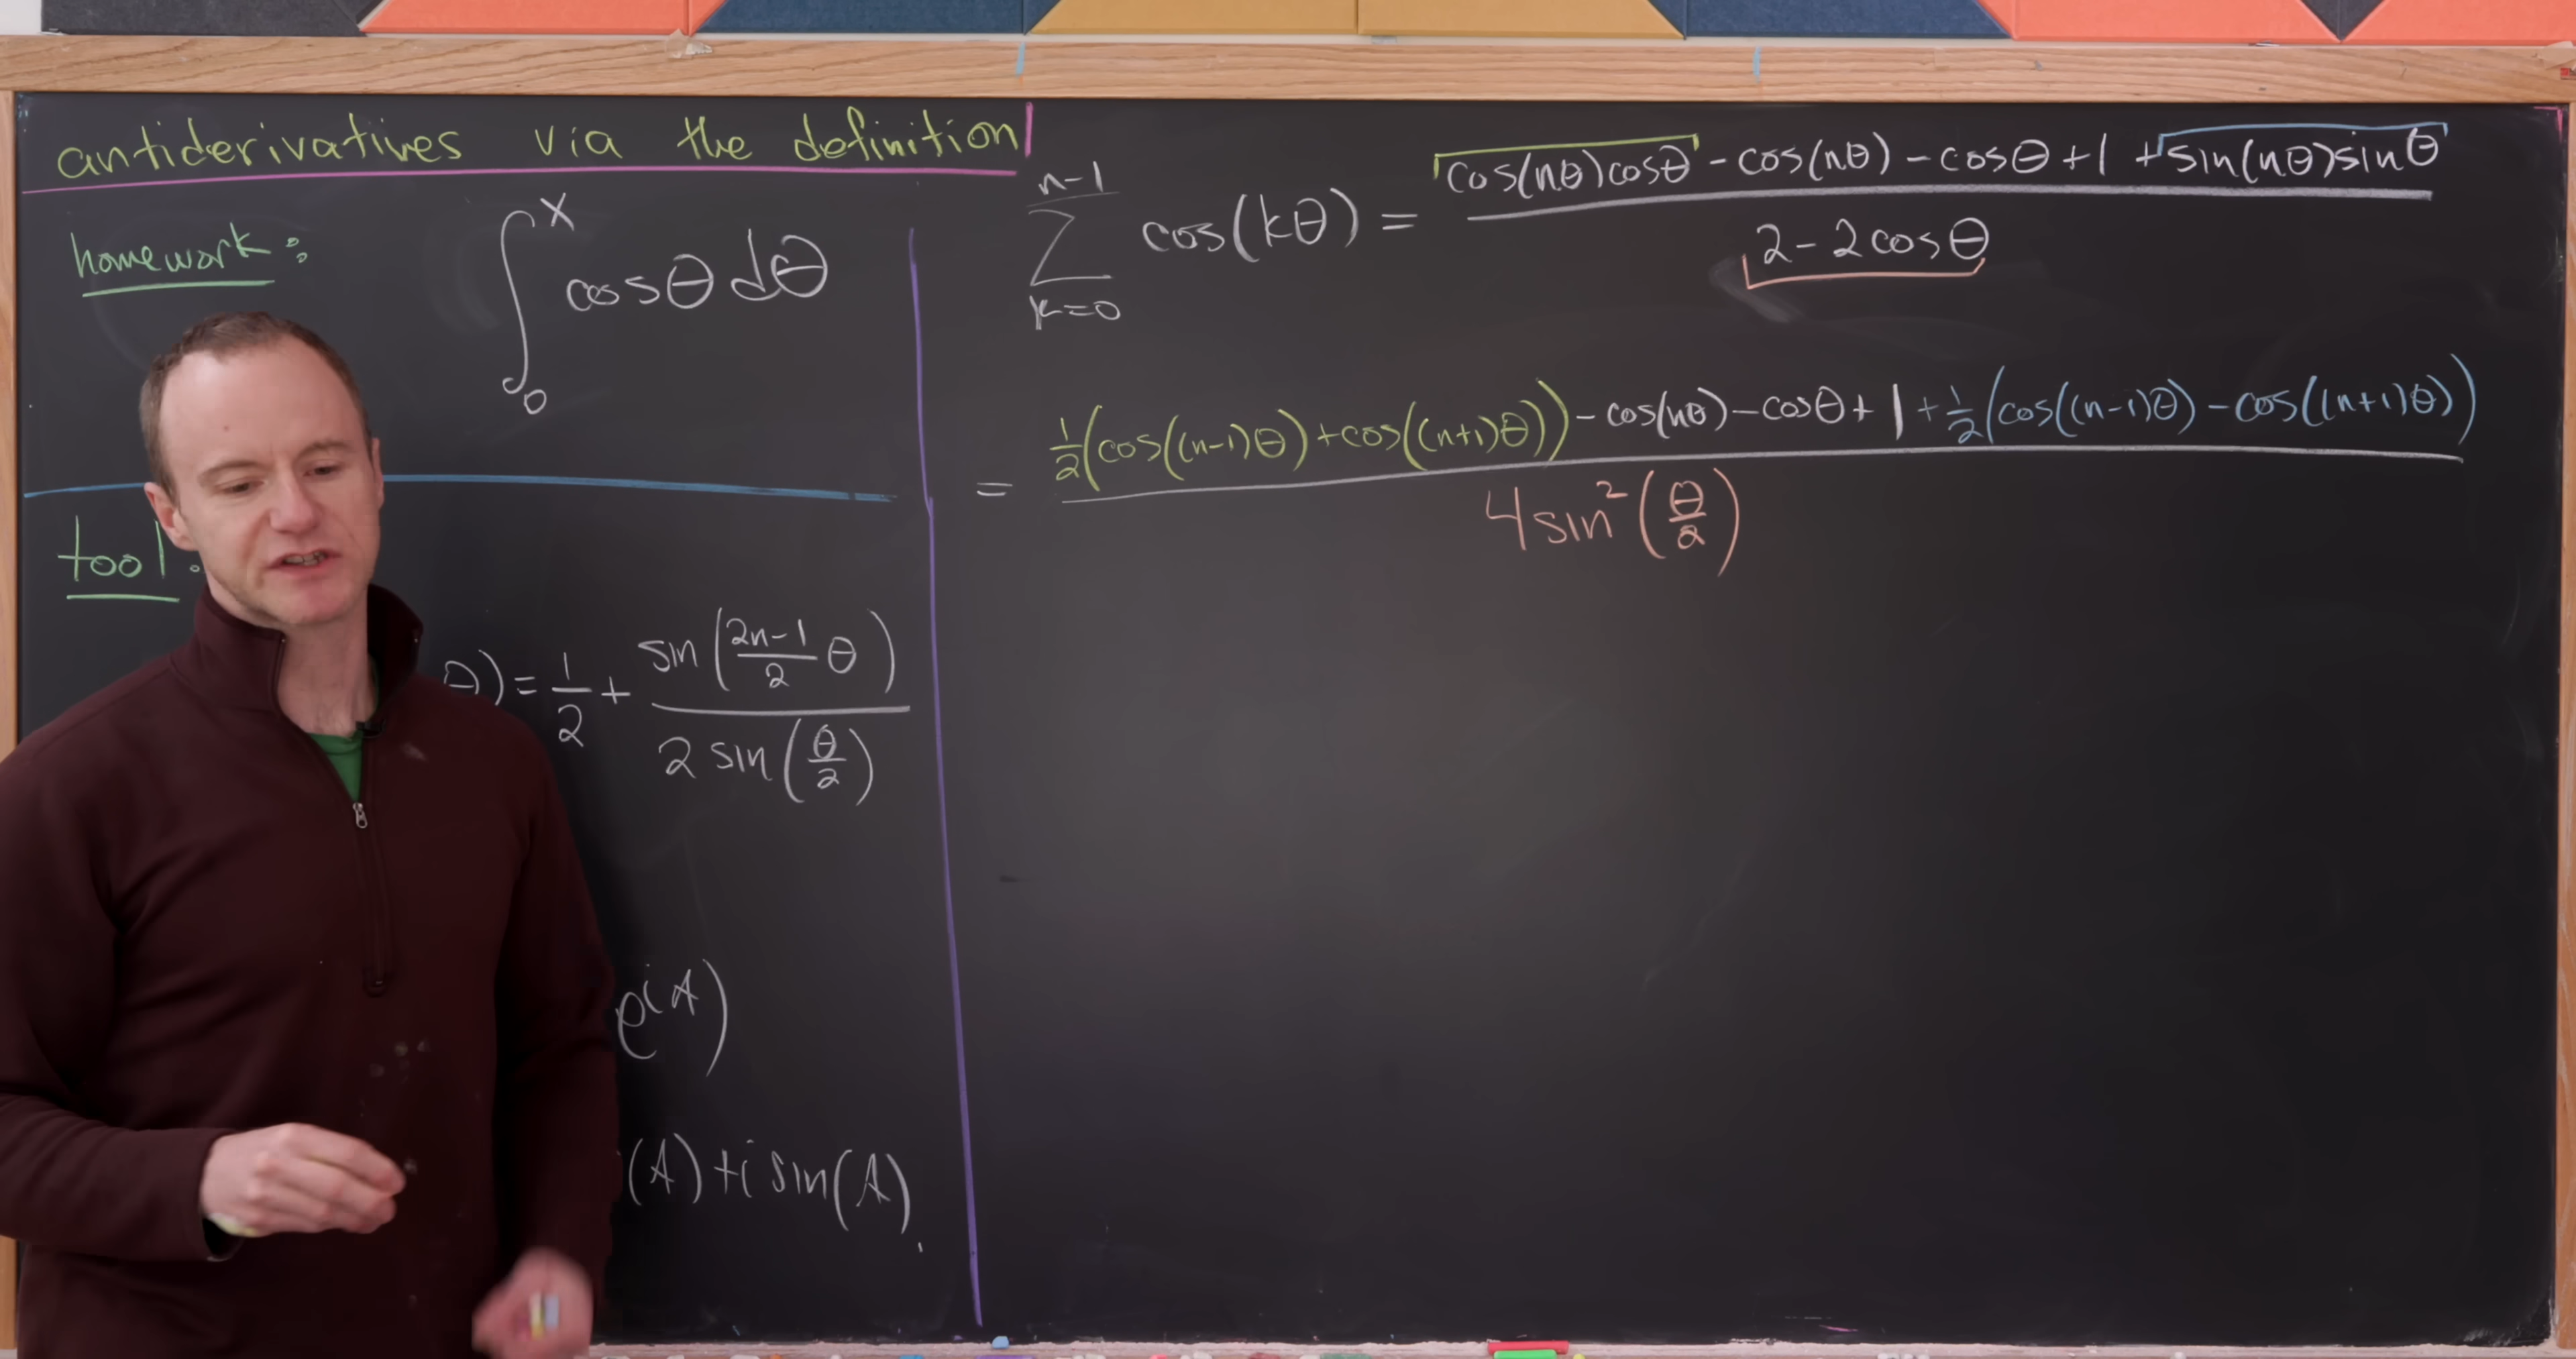 antiderivatives via the definition
homework:
∫₀ˣ cosθ dθ
tool:
θ) = 1/2 + sin((2n-1)/2 θ) / (2 sin(θ/2))
e^(iA))
(A) + i sin(A).
∑_{k=0}^{n-1} cos(kθ) = (cos(nθ)cosθ - cos(nθ) - cosθ + 1 + sin(nθ)sinθ) / (2 - 2cosθ)
= (1/2(cos((n-1)θ) + cos((n+1)θ)) - cos(nθ) - cosθ + 1 + 1/2(cos((n-1)θ) - cos((n+1)θ))) / (4 sin²(θ/2))